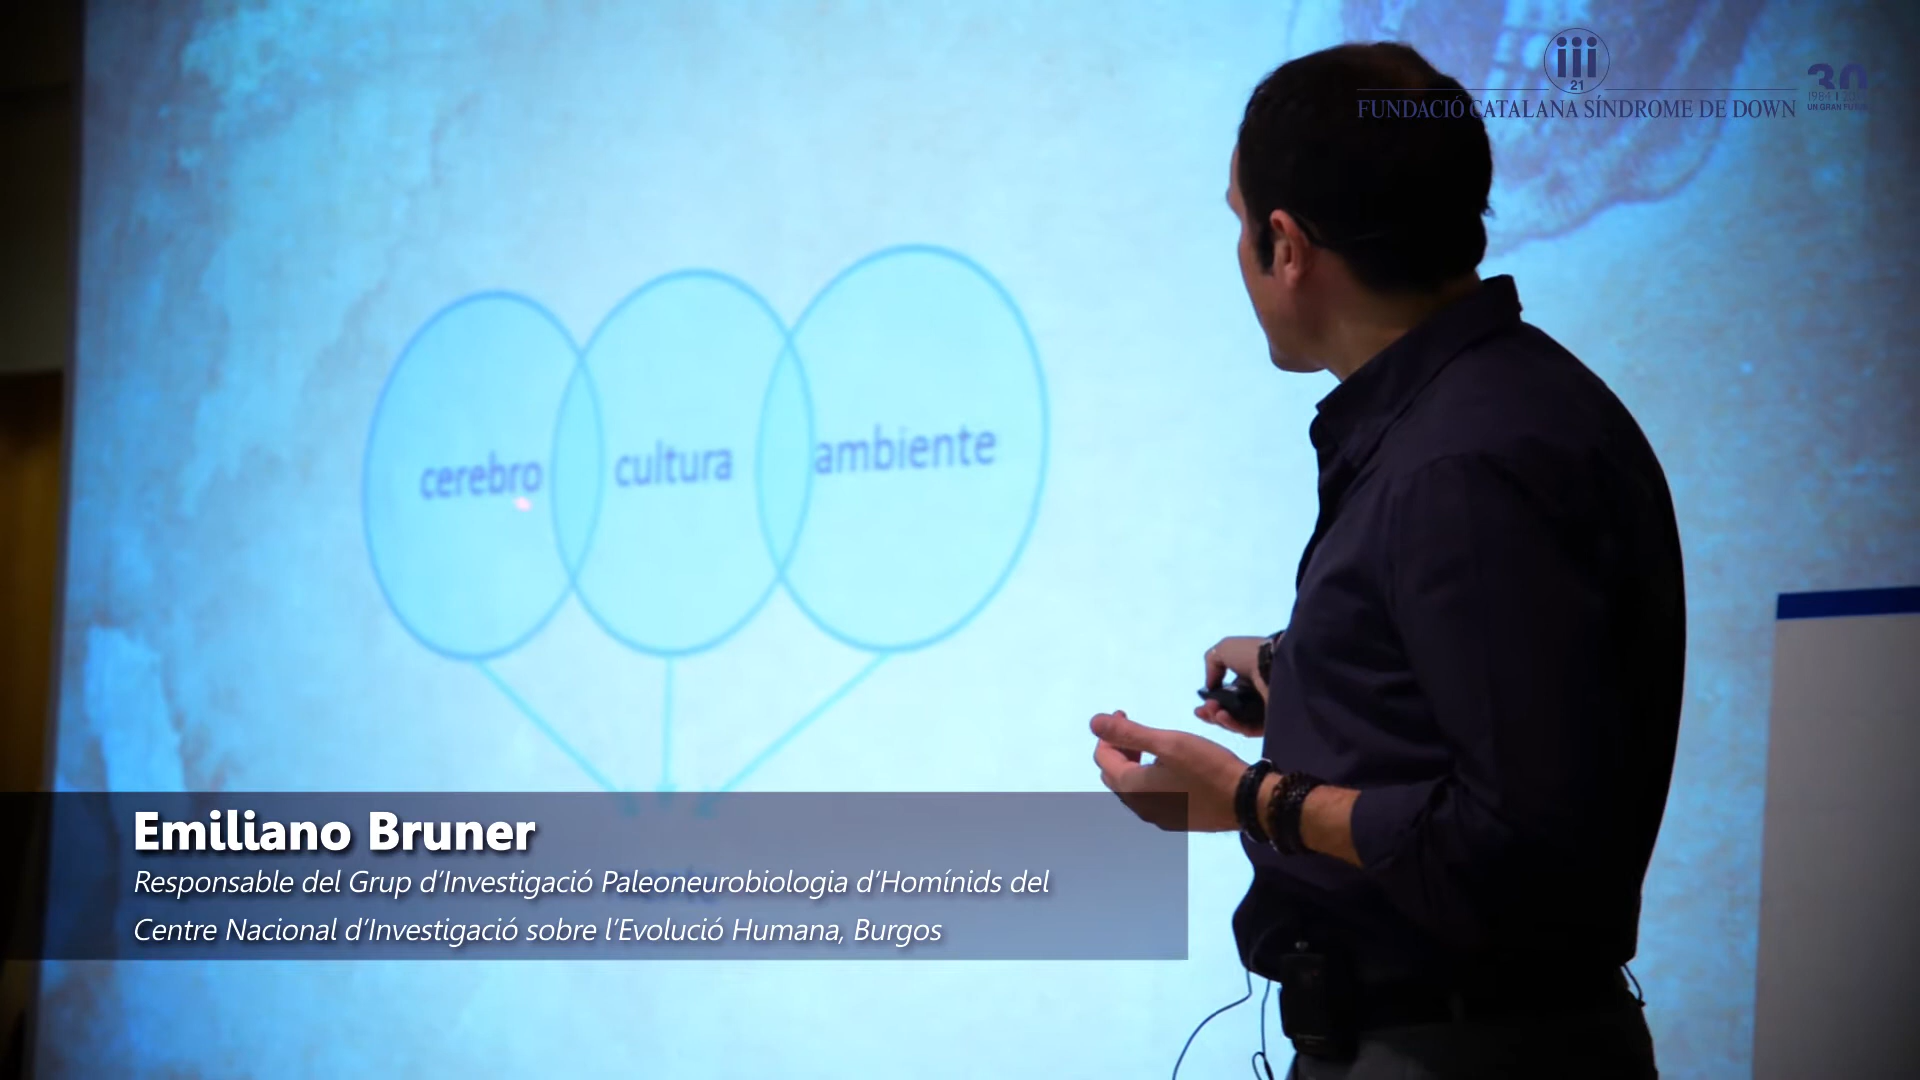 21
FUNDACIÓ CATALANA SÍNDROME DE DOWN
30
cerebro
cultura
ambiente
Emiliano Bruner
Responsable del Grup d’Investigació Paleoneurobiologia d’Homínids del
Centre Nacional d’Investigació sobre l’Evolució Humana, Burgos